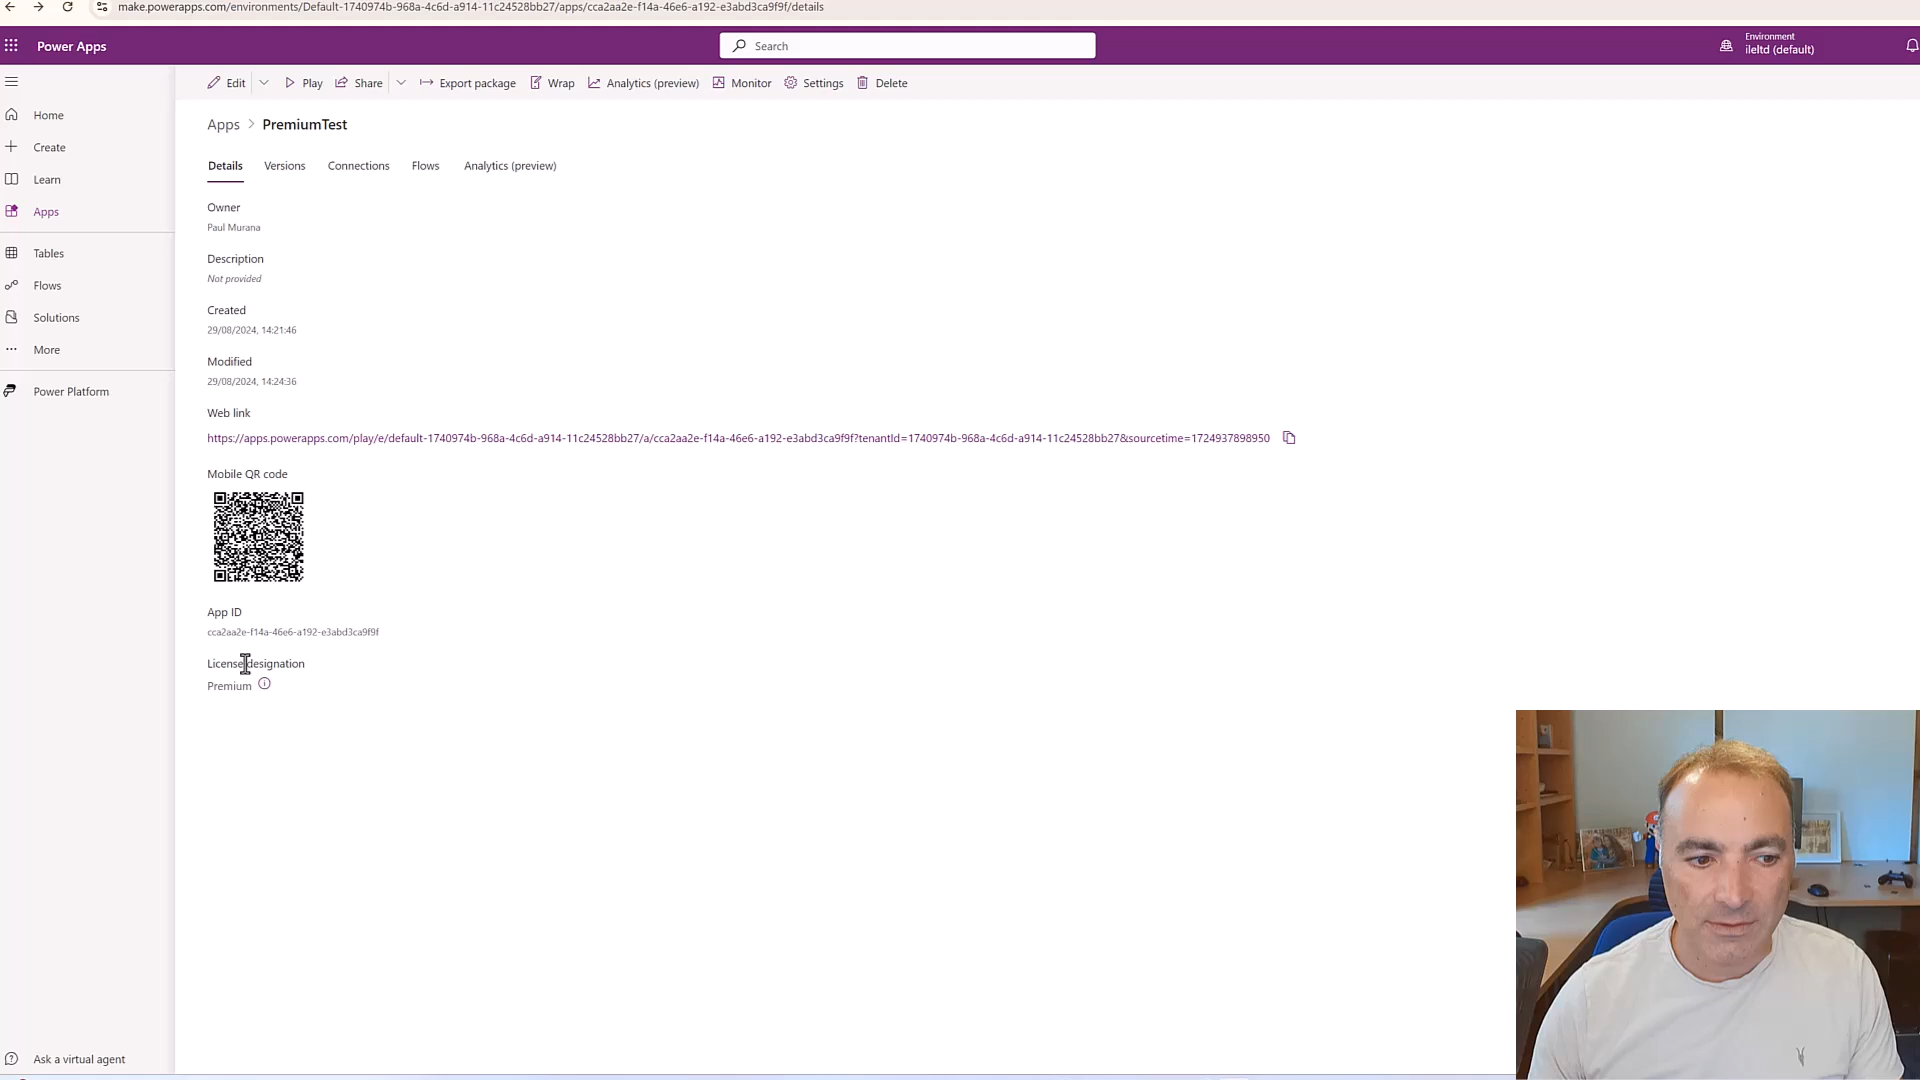 make.powerapps.com/environments/Default-1740974b-968a-4c6d-a914-11c24528bb27/apps/cca2aa2e-f14a-46e6-a192-e3abd3ca9f9f/details
Power Apps
Search
Environment
ileltd (default)
Edit Play Share Export package Wrap Analytics (preview) Monitor Settings Delete
Home
Create
Learn
Apps
Tables
Flows
Solutions
More
Power Platform
Ask a virtual agent
Apps > PremiumTest
Details Versions Connections Flows Analytics (preview)
Owner
Paul Murana
Description
Not provided
Created
29/08/2024, 14:21:46
Modified
29/08/2024, 14:24:36
Web link
https://apps.powerapps.com/play/e/default-1740974b-968a-4c6d-a914-11c24528bb27/a/cca2aa2e-f14a-46e6-a192-e3abd3ca9f9f?tenantId=1740974b-968a-4c6d-a914-11c24528bb27&sourcetime=1724937898950
Mobile QR code
App ID
cca2aa2e-f14a-46e6-a192-e3abd3ca9f9f
License designation
Premium